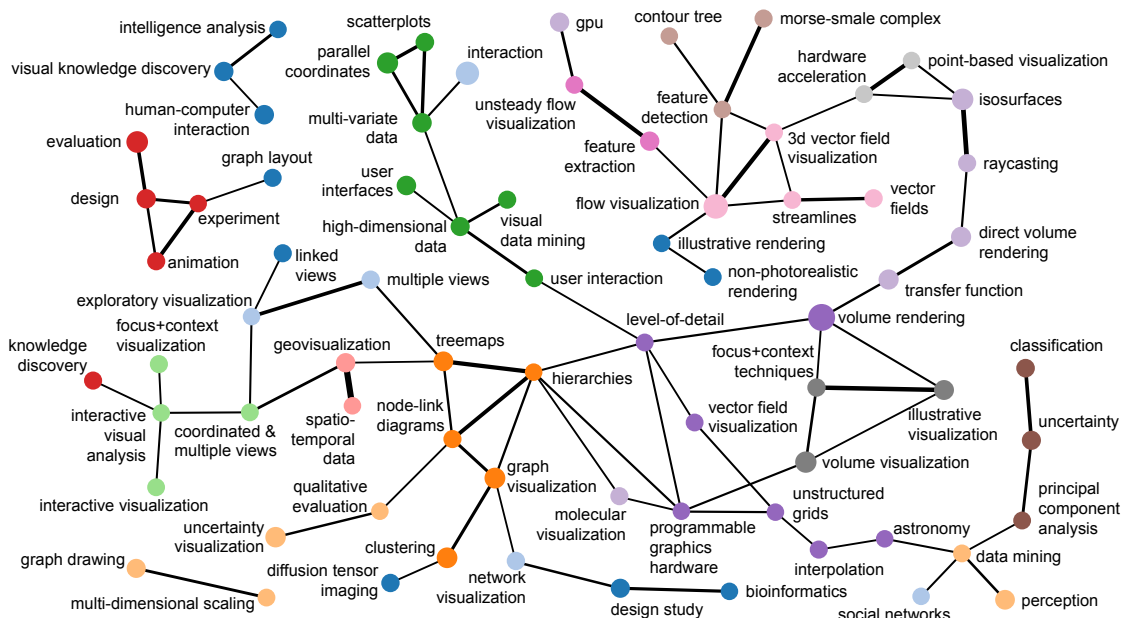 intelligence analysis
visual knowledge discovery
human-computer
interaction
evaluation
graph layout
design
experiment
animation
scatterplots
parallel
coordinates
interaction
multi-variate
data
user
interfaces
high-dimensional
data
visual
data mining
user interaction
gpu
unsteady flow
visualization
feature
extraction
contour tree
morse-smale complex
feature
detection
hardware
acceleration
point-based visualization
isosurfaces
3d vector field
visualization
raycasting
flow visualization
streamlines
vector
fields
illustrative rendering
non-photorealistic
rendering
direct volume
rendering
transfer function
volume rendering
linked
views
multiple views
exploratory visualization
focus+context
visualization
geovisualization
treemaps
level-of-detail
knowledge
discovery
hierarchies
focus+context
techniques
classification
interactive
visual
analysis
coordinated &
multiple views
spatio-
temporal
data
node-link
diagrams
vector field
visualization
illustrative
visualization
uncertainty
interactive visualization
qualitative
evaluation
graph
visualization
volume visualization
uncertainty
visualization
molecular
visualization
programmable
graphics
hardware
unstructured
grids
principal
component
analysis
astronomy
graph drawing
clustering
interpolation
data mining
multi-dimensional scaling
diffusion tensor
imaging
network
visualization
design study
bioinformatics
social networks
perception